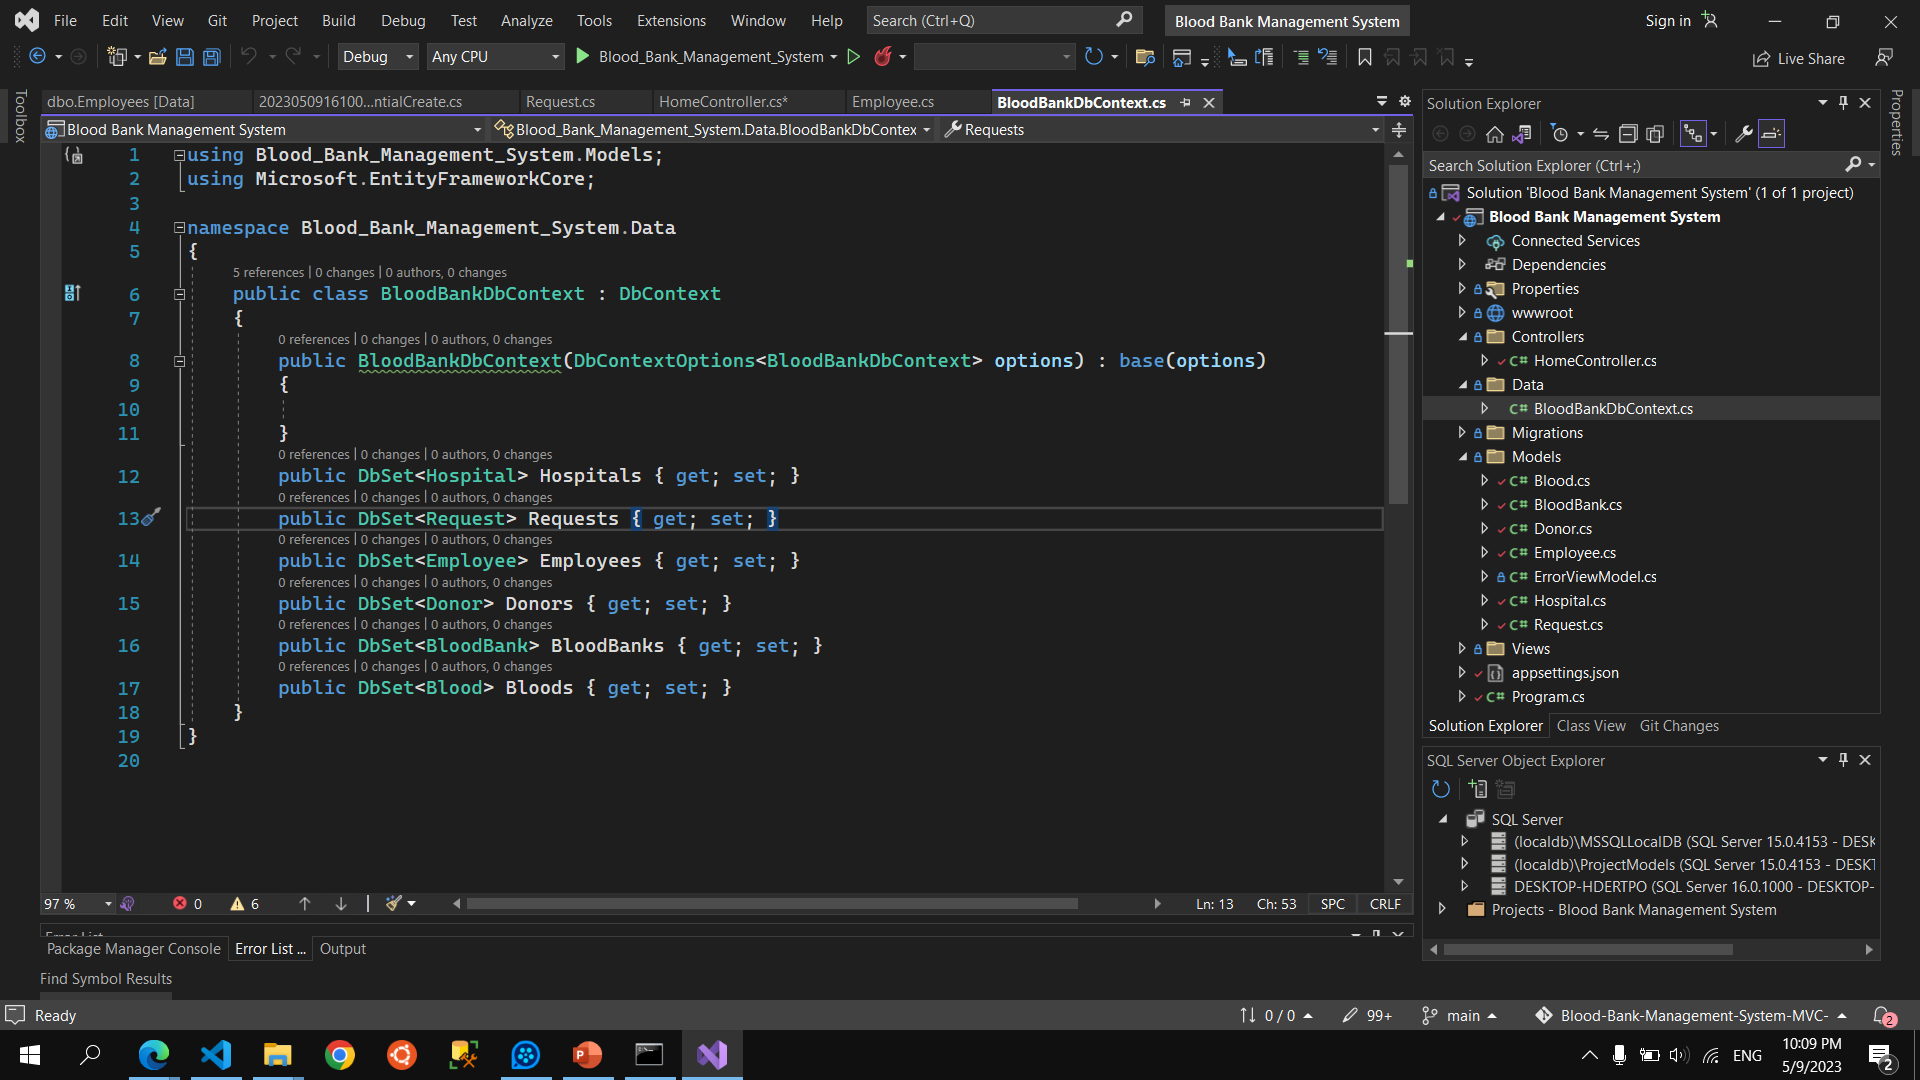 File Edit View Git Project Build Debug Test Analyze Tools Extensions Window Help Search (Ctrl+Q) Blood Bank Management System Sign in
Debug Any CPU Blood_Bank_Management_System Live Share
Toolbox
dbo.Employees [Data] 2023050916100...ntialCreate.cs Request.cs HomeController.cs* Employee.cs BloodBankDbContext.cs
Blood Bank Management System Blood_Bank_Management_System.Data.BloodBankDbContex Requests
1 using Blood_Bank_Management_System.Models;
2 using Microsoft.EntityFrameworkCore;
3
4 namespace Blood_Bank_Management_System.Data
5 {
5 references | 0 changes | 0 authors, 0 changes
6 public class BloodBankDbContext : DbContext
7 {
0 references | 0 changes | 0 authors, 0 changes
8 public BloodBankDbContext(DbContextOptions<BloodBankDbContext> options) : base(options)
9 {
10
11 }
0 references | 0 changes | 0 authors, 0 changes
12 public DbSet<Hospital> Hospitals { get; set; }
0 references | 0 changes | 0 authors, 0 changes
13 public DbSet<Request> Requests { get; set; }
0 references | 0 changes | 0 authors, 0 changes
14 public DbSet<Employee> Employees { get; set; }
0 references | 0 changes | 0 authors, 0 changes
15 public DbSet<Donor> Donors { get; set; }
0 references | 0 changes | 0 authors, 0 changes
16 public DbSet<BloodBank> BloodBanks { get; set; }
0 references | 0 changes | 0 authors, 0 changes
17 public DbSet<Blood> Bloods { get; set; }
18 }
19 }
20
97 % 0 6 Ln: 13 Ch: 53 SPC CRLF
Error List
Package Manager Console Error List ... Output
Find Symbol Results
Solution Explorer
Search Solution Explorer (Ctrl+;)
Solution 'Blood Bank Management System' (1 of 1 project)
Blood Bank Management System
Connected Services
Dependencies
Properties
wwwroot
Controllers
C# HomeController.cs
Data
C# BloodBankDbContext.cs
Migrations
Models
C# Blood.cs
C# BloodBank.cs
C# Donor.cs
C# Employee.cs
C# ErrorViewModel.cs
C# Hospital.cs
C# Request.cs
Views
appsettings.json
C# Program.cs
Solution Explorer Class View Git Changes
SQL Server Object Explorer
SQL Server
(localdb)\MSSQLLocalDB (SQL Server 15.0.4153 - DESK
(localdb)\ProjectModels (SQL Server 15.0.4153 - DESKT
DESKTOP-HDERTPO (SQL Server 16.0.1000 - DESKTOP-
Projects - Blood Bank Management System
Properties
Ready 0 / 0 99+ main Blood-Bank-Management-System-MVC- 2
ENG 10:09 PM
5/9/2023 2